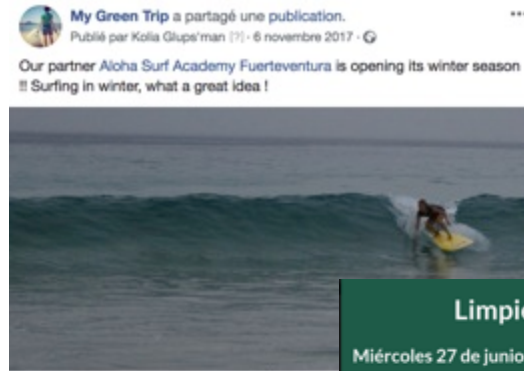 My Green Trip a partagé une publication.
Publié par Kolia Glups'man [?] · 6 novembre 2017 ·
Our partner Aloha Surf Academy Fuerteventura is opening its winter season
!! Surfing in winter, what a great idea !
Miércoles 27 de junio